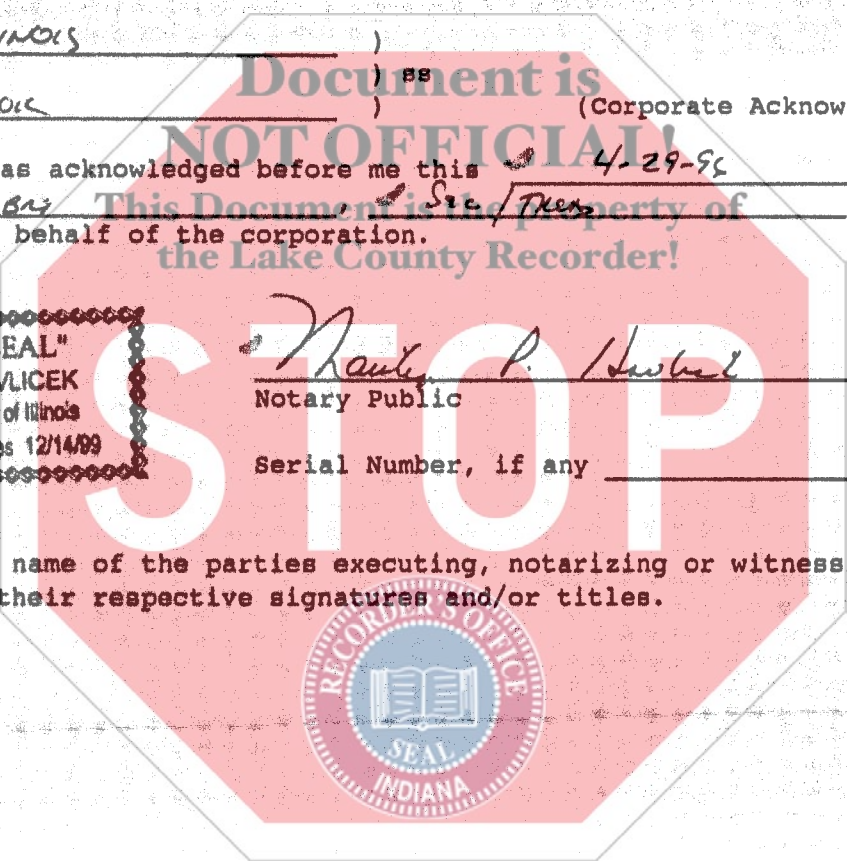 )
) ss
) (Corporate Acknow
as acknowledged before me this 4-29-96
Sec / Treas
behalf of the corporation.
Document is
NOT OFFICIAL!
This Document is the property of
the Lake County Recorder!
STOP
EAL"
VLICEK
of Illinois
es 12/14/99
P.
Notary Public
Serial Number, if any
name of the parties executing, notarizing or witness
their respective signatures and/or titles.
RECORDER'S OFFICE
SEAL
INDIANA